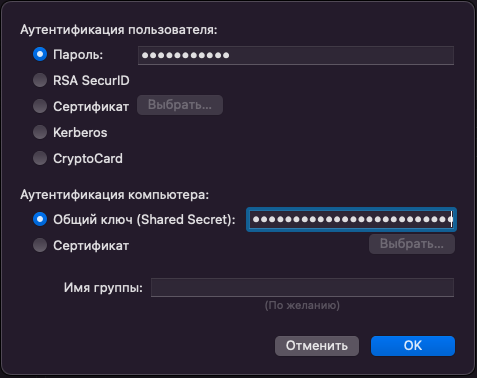 Аутентификация пользователя:
Пароль: ●●●●●●●●●●●
RSA SecurID
Сертификат Выбрать...
Kerberos
CryptoCard
Аутентификация компьютера:
Общий ключ (Shared Secret): ●●●●●●●●●●●●●●●●●●●●●●●●●
Сертификат Выбрать...
Имя группы:
(По желанию)
Отменить OK